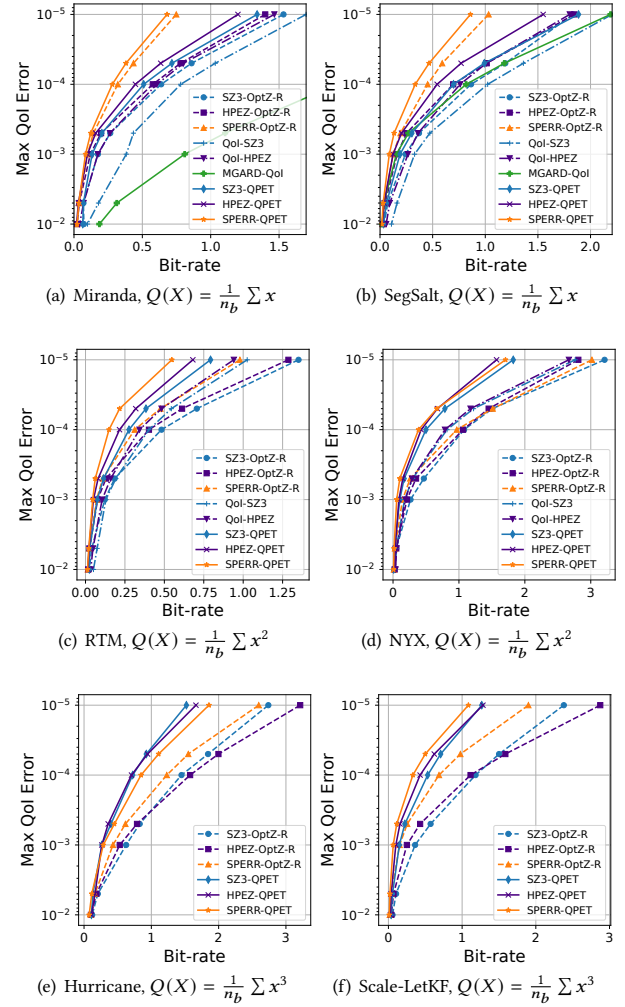 Max QoI Error
10⁻⁵
10⁻⁴
10⁻³
10⁻²
SZ3-OptZ-R
HPEZ-OptZ-R
SPERR-OptZ-R
QoI-SZ3
QoI-HPEZ
MGARD-QoI
SZ3-QPET
HPEZ-QPET
SPERR-QPET
0.0 0.5 1.0 1.5
Bit-rate
(a) Miranda, Q(X) = 1/n_b ∑ x
Max QoI Error
10⁻⁵
10⁻⁴
10⁻³
10⁻²
SZ3-OptZ-R
HPEZ-OptZ-R
SPERR-OptZ-R
QoI-SZ3
QoI-HPEZ
MGARD-QoI
SZ3-QPET
HPEZ-QPET
SPERR-QPET
0.0 0.5 1.0 1.5 2.0
Bit-rate
(b) SegSalt, Q(X) = 1/n_b ∑ x
Max QoI Error
10⁻⁵
10⁻⁴
10⁻³
10⁻²
SZ3-OptZ-R
HPEZ-OptZ-R
SPERR-OptZ-R
QoI-SZ3
QoI-HPEZ
SZ3-QPET
HPEZ-QPET
SPERR-QPET
0.00 0.25 0.50 0.75 1.00 1.25
Bit-rate
(c) RTM, Q(X) = 1/n_b ∑ x²
Max QoI Error
10⁻⁵
10⁻⁴
10⁻³
10⁻²
SZ3-OptZ-R
HPEZ-OptZ-R
SPERR-OptZ-R
QoI-SZ3
QoI-HPEZ
SZ3-QPET
HPEZ-QPET
SPERR-QPET
0 1 2 3
Bit-rate
(d) NYX, Q(X) = 1/n_b ∑ x²
Max QoI Error
10⁻⁵
10⁻⁴
10⁻³
10⁻²
SZ3-OptZ-R
HPEZ-OptZ-R
SPERR-OptZ-R
SZ3-QPET
HPEZ-QPET
SPERR-QPET
0 1 2 3
Bit-rate
(e) Hurricane, Q(X) = 1/n_b ∑ x³
Max QoI Error
10⁻⁵
10⁻⁴
10⁻³
10⁻²
SZ3-OptZ-R
HPEZ-OptZ-R
SPERR-OptZ-R
SZ3-QPET
HPEZ-QPET
SPERR-QPET
0 1 2 3
Bit-rate
(f) Scale-LetKF, Q(X) = 1/n_b ∑ x³